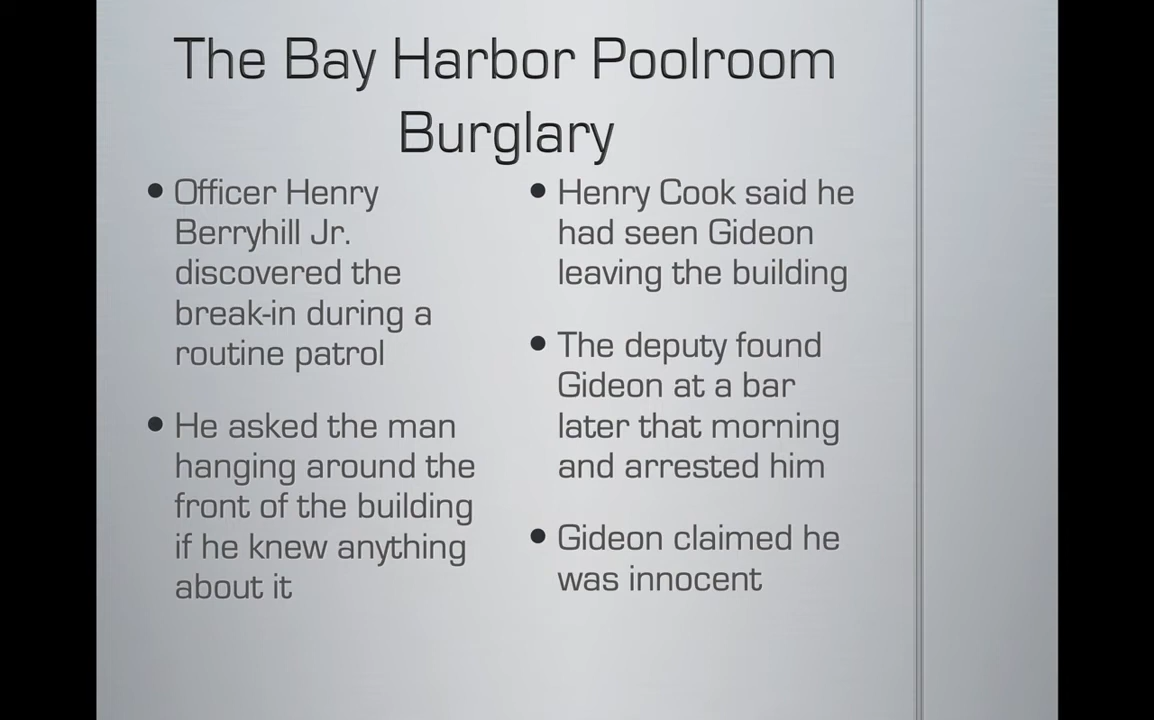 The Bay Harbor Poolroom
Burglary
• Officer Henry
Berryhill Jr.
discovered the
break-in during a
routine patrol
• He asked the man
hanging around the
front of the building
if he knew anything
about it
• Henry Cook said he
had seen Gideon
leaving the building
• The deputy found
Gideon at a bar
later that morning
and arrested him
• Gideon claimed he
was innocent